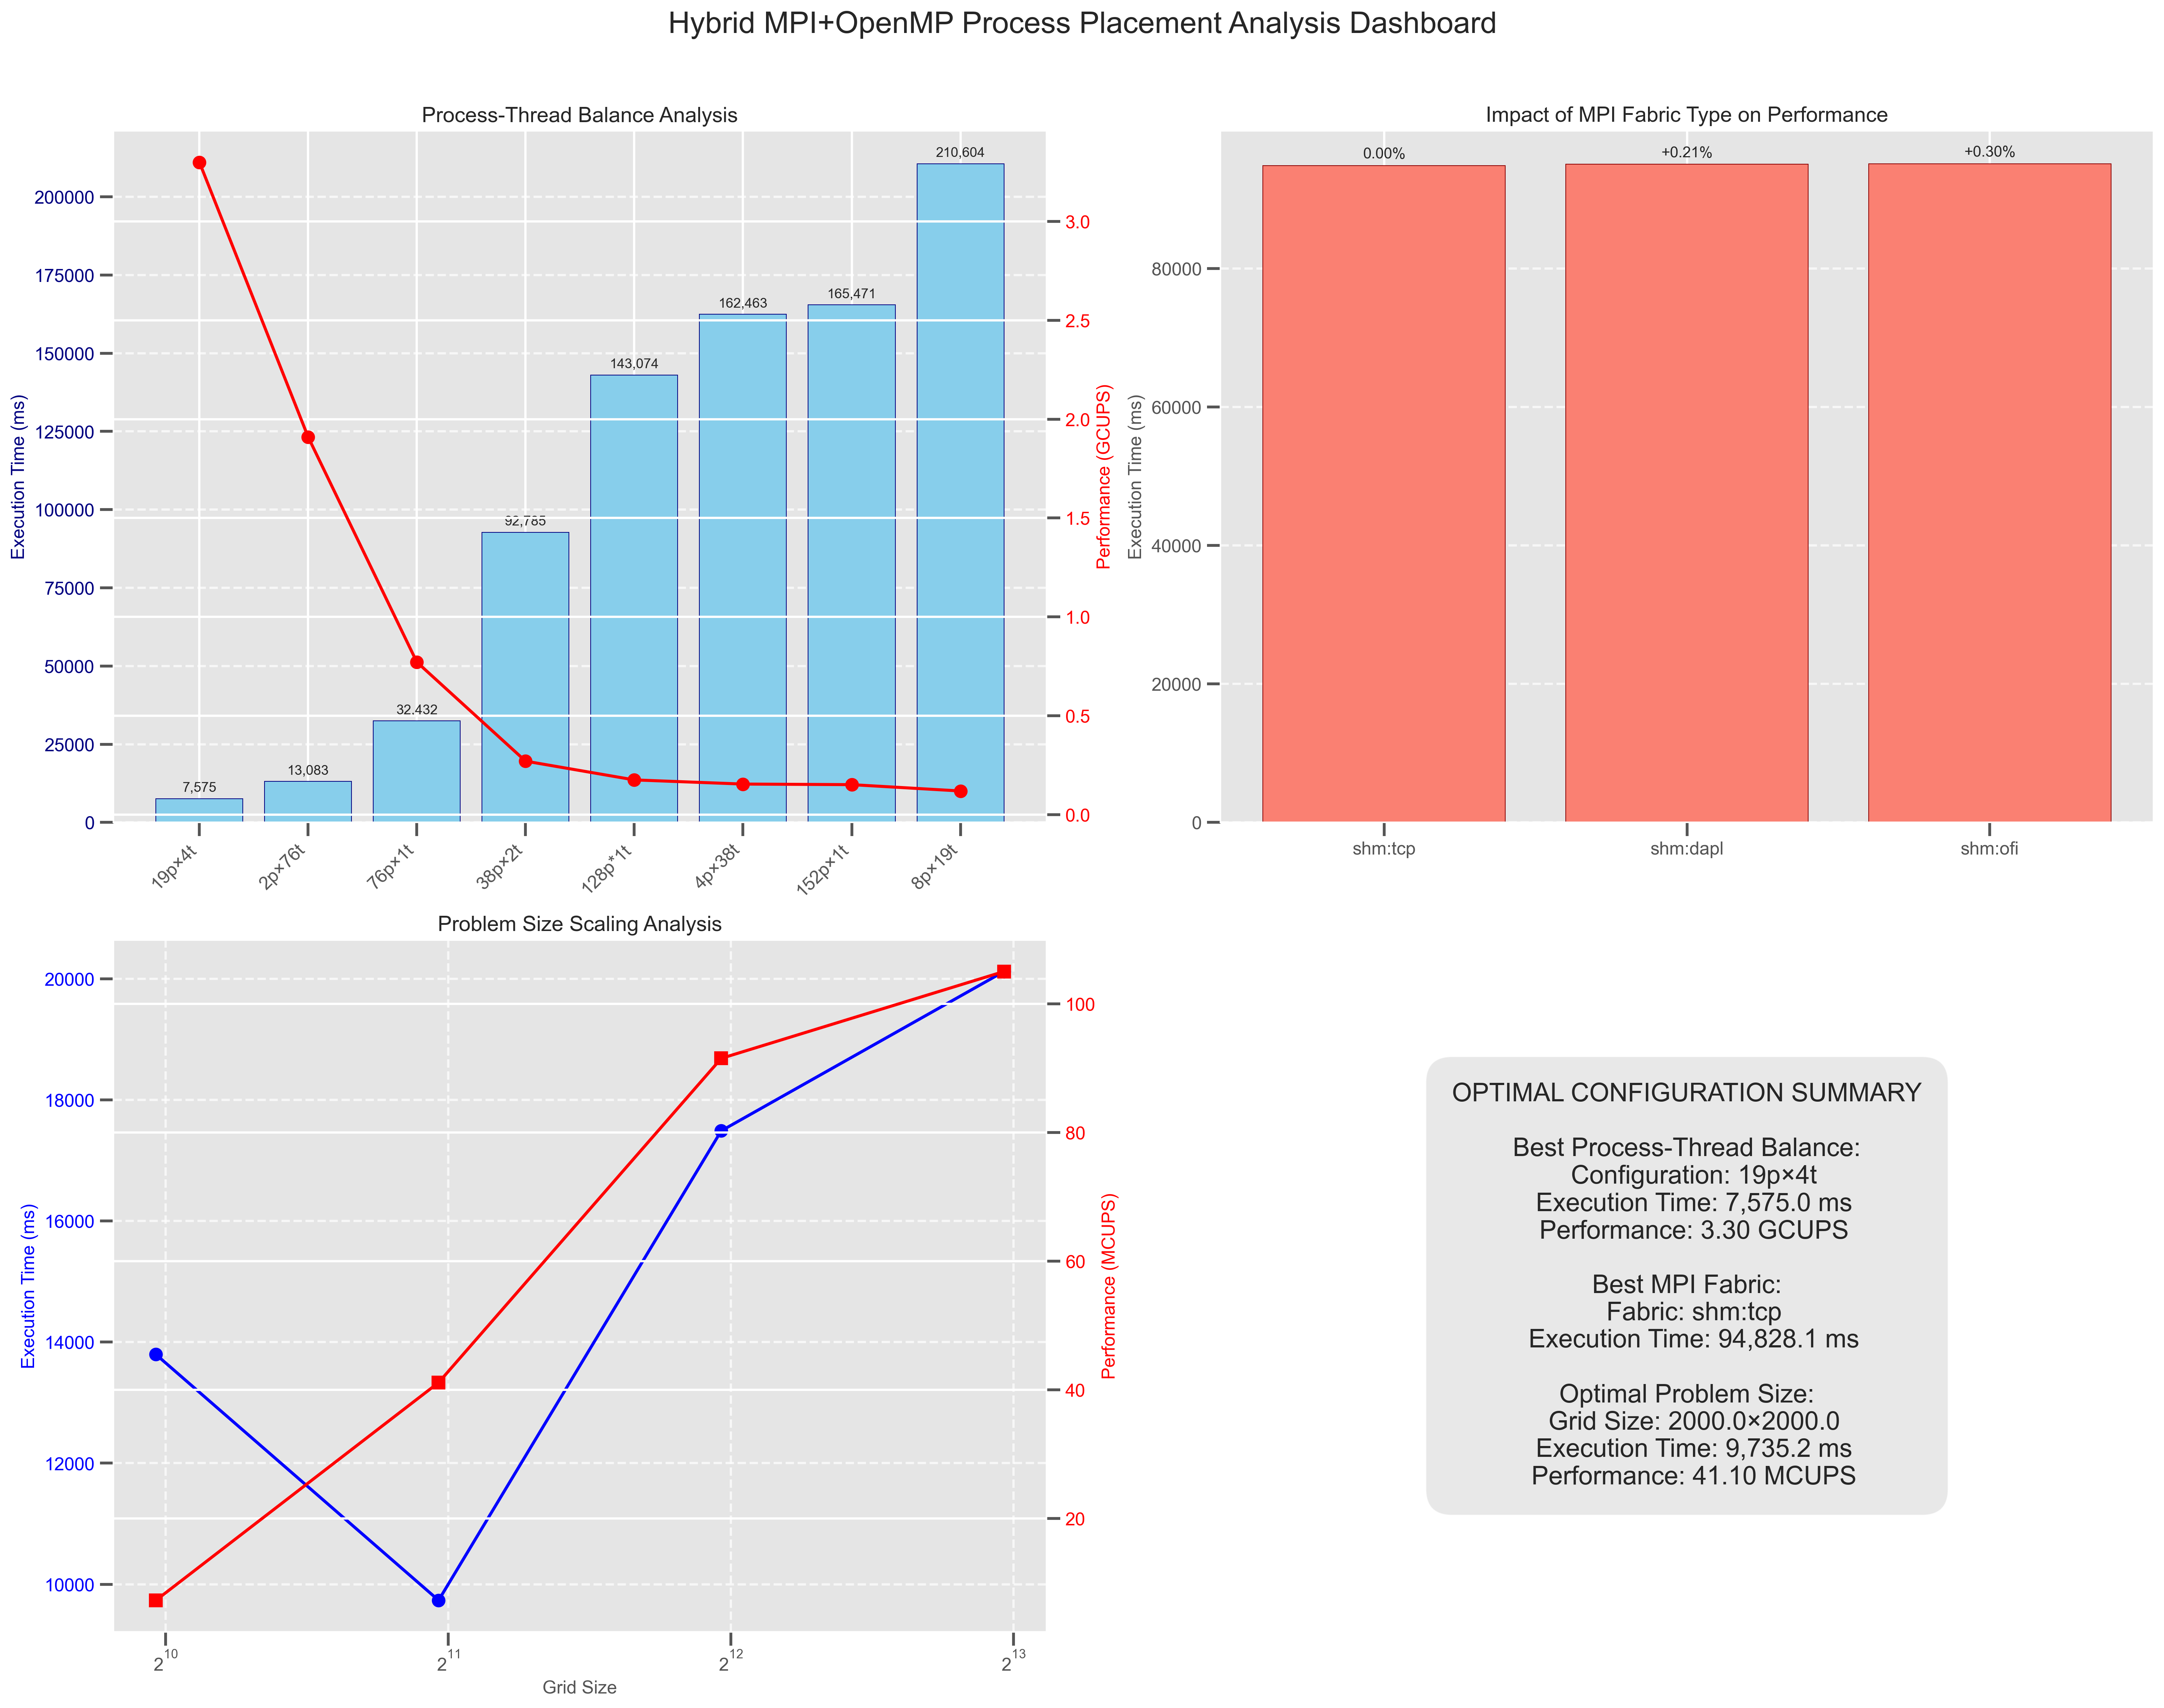 Hybrid MPI+OpenMP Process Placement Analysis Dashboard
Process-Thread Balance Analysis
Execution Time (ms)
200000
175000
150000
125000
100000
75000
50000
25000
0
7,575
13,083
32,432
92,785
143,074
162,463
165,471
210,604
19p×4t
2p×76t
76p×1t
38p×2t
128p*1t
4p×38t
152p×1t
8p×19t
3.0
2.5
2.0
1.5
1.0
0.5
0.0
Performance (GCUPS)
Impact of MPI Fabric Type on Performance
Execution Time (ms)
80000
60000
40000
20000
0
0.00%
+0.21%
+0.30%
shm:tcp
shm:dapl
shm:ofi
Problem Size Scaling Analysis
Execution Time (ms)
20000
18000
16000
14000
12000
10000
2^10
2^11
2^12
2^13
Grid Size
100
80
60
40
20
Performance (MCUPS)
OPTIMAL CONFIGURATION SUMMARY
Best Process-Thread Balance:
Configuration: 19p×4t
Execution Time: 7,575.0 ms
Performance: 3.30 GCUPS
Best MPI Fabric:
Fabric: shm:tcp
Execution Time: 94,828.1 ms
Optimal Problem Size:
Grid Size: 2000.0×2000.0
Execution Time: 9,735.2 ms
Performance: 41.10 MCUPS